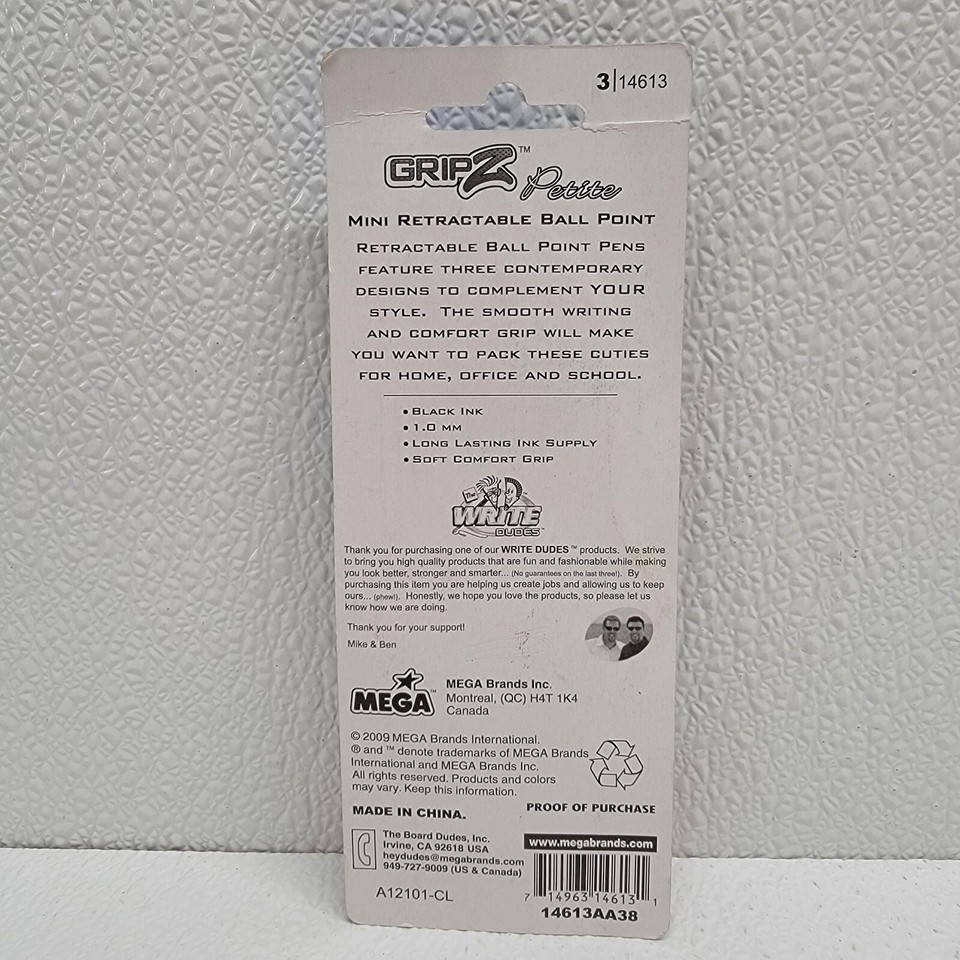 3|14613
GRIPZ™ Petite
MINI RETRACTABLE BALL POINT
RETRACTABLE BALL POINT PENS
FEATURE THREE CONTEMPORARY
DESIGNS TO COMPLEMENT YOUR
STYLE. THE SMOOTH WRITING
AND COMFORT GRIP WILL MAKE
YOU WANT TO PACK THESE CUTIES
FOR HOME, OFFICE AND SCHOOL.
• BLACK INK
• 1.0 MM
• LONG LASTING INK SUPPLY
• SOFT COMFORT GRIP
The
WRITE
DUDES™
Thank you for purchasing one of our WRITE DUDES™ products. We strive
to bring you high quality products that are fun and fashionable while making
you look better, stronger and smarter... (No guarantees on the last three!). By
purchasing this item you are helping us create jobs and allowing us to keep
ours... (phew!). Honestly, we hope you love the products, so please let us
know how we are doing.
Thank you for your support!
Mike & Ben
MEGA™
MEGA Brands Inc.
Montreal, (QC) H4T 1K4
Canada
© 2009 MEGA Brands International.
® and ™ denote trademarks of MEGA Brands
International and MEGA Brands Inc.
All rights reserved. Products and colors
may vary. Keep this information.
MADE IN CHINA.
PROOF OF PURCHASE
The Board Dudes, Inc.
Irvine, CA 92618 USA
heydudes@megabrands.com
949-727-9009 (US & Canada)
A12101-CL
www.megabrands.com
7 14963 14613 1
14613AA38